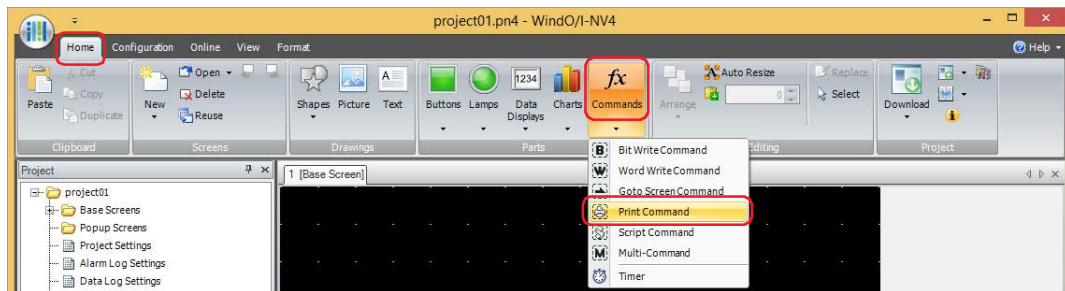 project01.pn4 - WindO/I-NV4
Home Configuration Online View Format Help
Paste Cut Copy Duplicate
New Open Delete Reuse
Shapes Picture Text
Buttons Lamps Data Displays Charts Commands
Arrange Auto Resize 0 Replace Select
Download
Clipboard Screens Drawings Parts Editing Project
Project
1 [Base Screen]
project01
Base Screens
Popup Screens
Project Settings
Alarm Log Settings
Data Log Settings
B Bit Write Command
W Word Write Command
Goto Screen Command
Print Command
Script Command
M Multi-Command
Timer